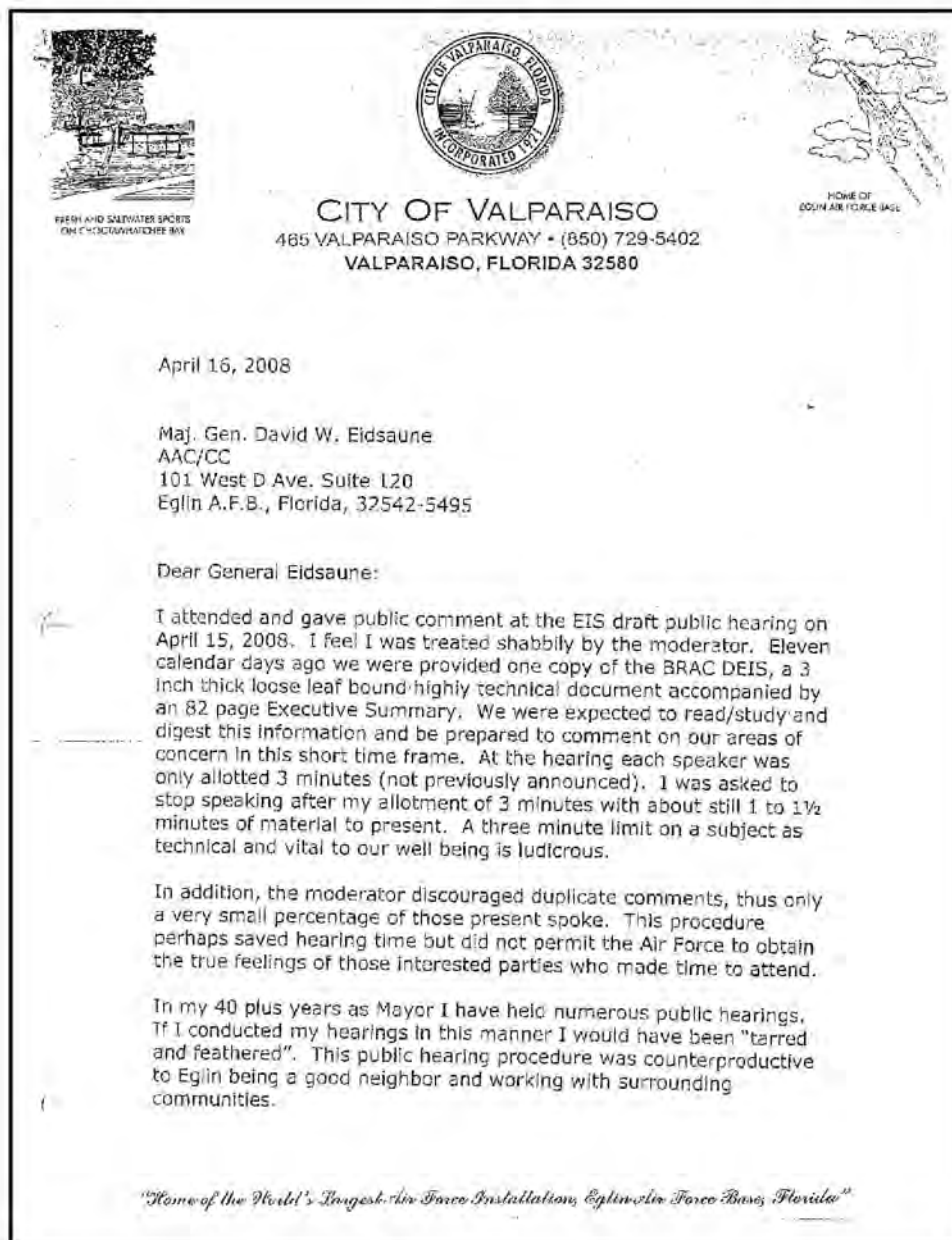 CITY OF VALPARAISO, FLORIDA
INCORPORATED 1921
FRESH AND SALTWATER SPORTS
ON CHOCTAWHATCHEE BAY
HOME OF
EGLIN AIR FORCE BASE
CITY OF VALPARAISO
465 VALPARAISO PARKWAY • (850) 729-5402
VALPARAISO, FLORIDA 32580
April 16, 2008
Maj. Gen. David W. Eidsaune
AAC/CC
101 West D Ave. Suite 120
Eglin A.F.B., Florida, 32542-5495
Dear General Eidsaune:
I attended and gave public comment at the EIS draft public hearing on
April 15, 2008. I feel I was treated shabbily by the moderator. Eleven
calendar days ago we were provided one copy of the BRAC DEIS, a 3
inch thick loose leaf bound highly technical document accompanied by
an 82 page Executive Summary. We were expected to read/study and
digest this information and be prepared to comment on our areas of
concern in this short time frame. At the hearing each speaker was
only allotted 3 minutes (not previously announced). I was asked to
stop speaking after my allotment of 3 minutes with about still 1 to 1½
minutes of material to present. A three minute limit on a subject as
technical and vital to our well being is ludicrous.
In addition, the moderator discouraged duplicate comments, thus only
a very small percentage of those present spoke. This procedure
perhaps saved hearing time but did not permit the Air Force to obtain
the true feelings of those interested parties who made time to attend.
In my 40 plus years as Mayor I have held numerous public hearings.
If I conducted my hearings in this manner I would have been "tarred
and feathered". This public hearing procedure was counterproductive
to Eglin being a good neighbor and working with surrounding
communities.
"Home of the World's Largest Air Force Installation, Eglin Air Force Base, Florida"